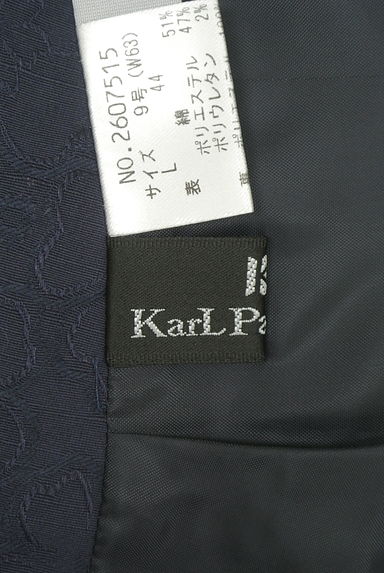 NO.2607515
9号(W63)
サイズ 44
L
表 綿 51%
ポリエステル 47%
ポリウレタン 2%
KarL Pa